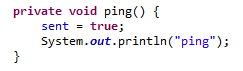 private void ping() {
    sent = true;
    System.out.println("ping");
}